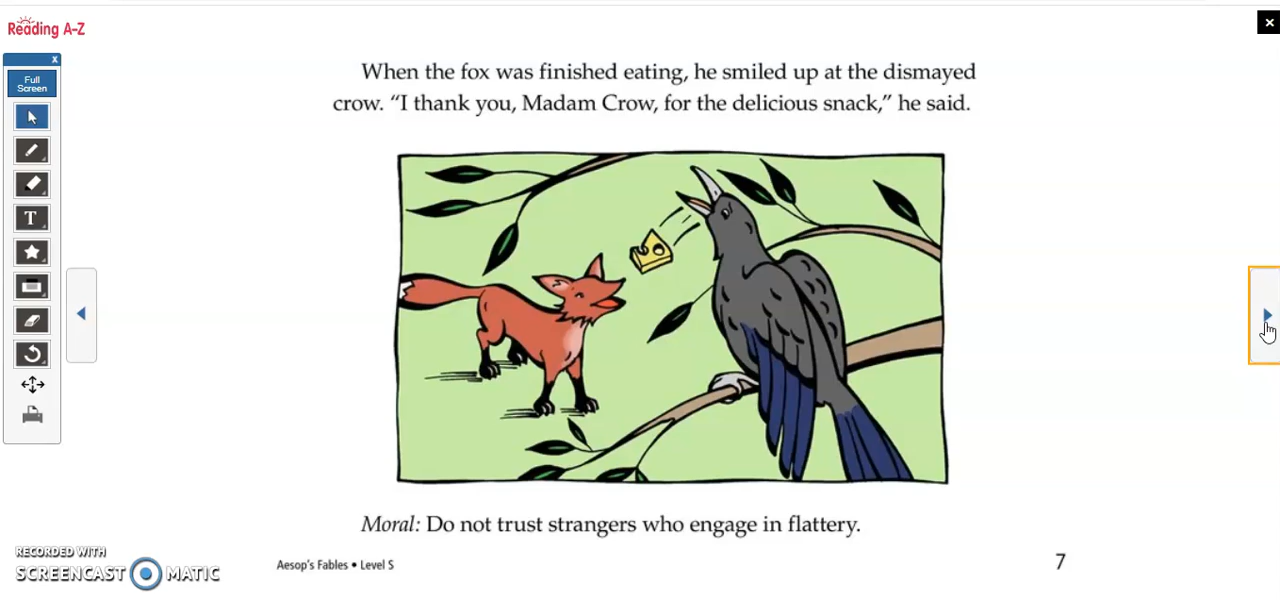 Reading A-Z
x
Full
Screen
T
When the fox was finished eating, he smiled up at the dismayed
crow. “I thank you, Madam Crow, for the delicious snack,” he said.
Moral: Do not trust strangers who engage in flattery.
Aesop’s Fables • Level S
7
RECORDED WITH
SCREENCAST MATIC